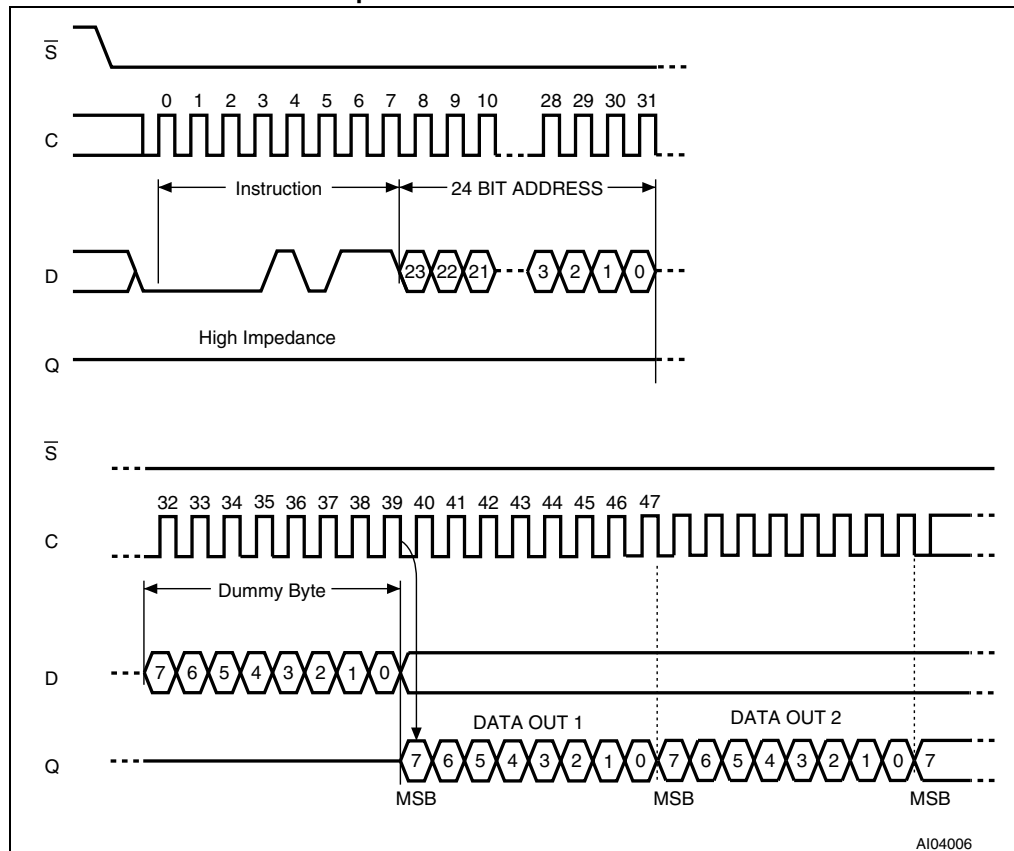 S
0 1 2 3 4 5 6 7 8 9 10 28 29 30 31
C
Instruction 24 BIT ADDRESS
D 23 22 21 3 2 1 0
High Impedance
Q
S
32 33 34 35 36 37 38 39 40 41 42 43 44 45 46 47
C
Dummy Byte
D 7 6 5 4 3 2 1 0
DATA OUT 1 DATA OUT 2
Q 7 6 5 4 3 2 1 0 7 6 5 4 3 2 1 0 7
MSB MSB MSB
AI04006